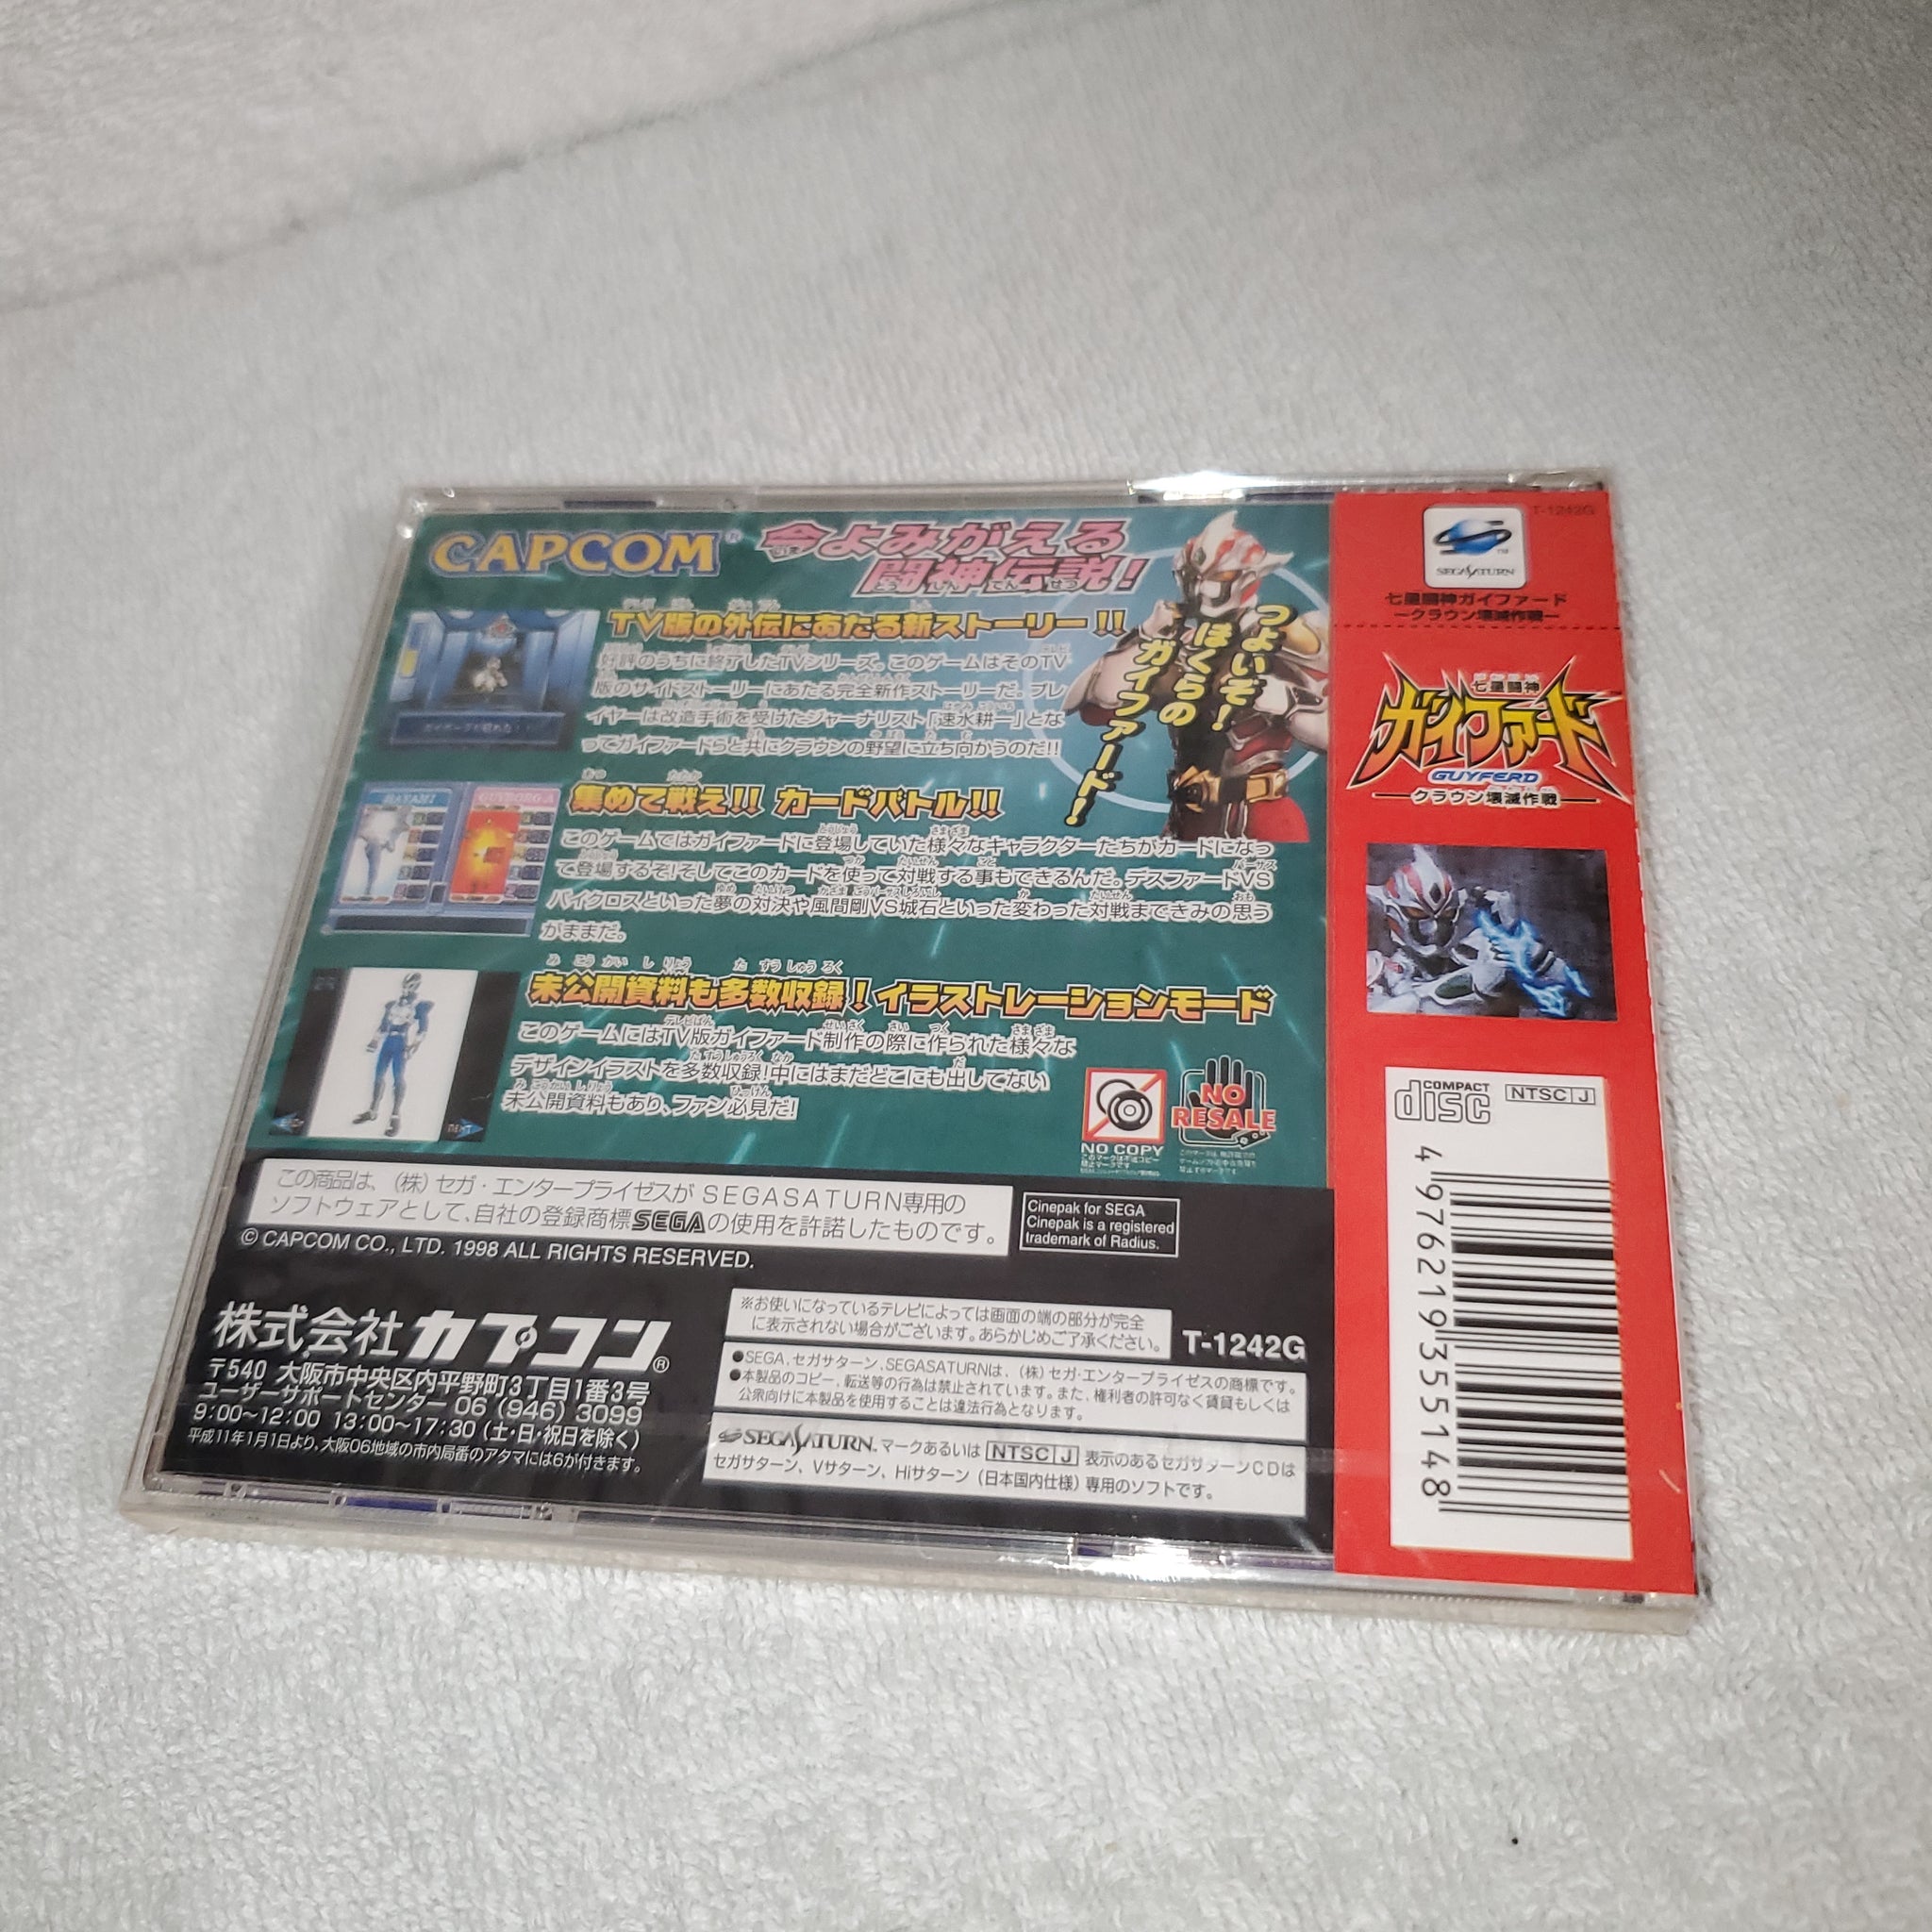 CAPCOM®
今よみがえる
闘神伝説!
TV版の外伝にあたる新ストーリー!!
好評のうちに終了したTVシリーズ。このゲームはそのTV
版のサイドストーリーにあたる完全新作ストーリーだ。プレ
イヤーは改造手術を受けたジャーナリスト「速水耕一」とな
ってガイファードらと共にクラウンの野望に立ち向かうのだ!!
つよいぞ!
ぼくらの
ガイファード!
HAYAMI
GUYBORG A
集めて戦え!! カードバトル!!
このゲームではガイファードに登場していた様々なキャラクターたちがカードになっ
て登場するぞ!そしてこのカードを使って対戦する事もできるんだ。デスファードVS
バイクロスといった夢の対決や風間剛VS城石といった変わった対戦まできみの思う
がままだ。
未公開資料も多数収録!イラストレーションモード
このゲームにはTV版ガイファード制作の際に作られた様々な
デザインイラストを多数収録!中にはまだどこにも出してない
未公開資料もあり、ファン必見だ!
NEXT
NO COPY
NO
RESALE
この商品は、(株)セガ・エンタープライゼスが SEGASATURN専用の
ソフトウェアとして、自社の登録商標SEGAの使用を許諾したものです。
Cinepak for SEGA
Cinepak is a registered
trademark of Radius.
© CAPCOM CO., LTD. 1998 ALL RIGHTS RESERVED.
株式会社カプコン®
〒540 大阪市中央区内平野町3丁目1番3号
ユーザーサポートセンター 06 (946) 3099
9:00~12:00 13:00~17:30 (土・日・祝日を除く)
平成11年1月1日より、大阪06地域の市内局番のアタマには6が付きます。
※お使いになっているテレビによっては画面の端の部分が完全
に表示されない場合がございます。あらかじめご了承ください。
T-1242G
●SEGA、セガサターン、SEGASATURNは、(株)セガ・エンタープライゼスの商標です。
●本製品のコピー、転送等の行為は禁止されています。また、権利者の許可なく賃貸もしくは
公衆向けに本製品を使用することは違法行為となります。
SEGASATURN™マークあるいは NTSC J 表示のあるセガサターンCDは
セガサターン、Vサターン、Hiサターン(日本国内仕様)専用のソフトです。
T-1242G
SEGASATURN
七星闘神ガイファード
ークラウン壊滅作戦ー
七星闘神
ガイファード
GUYFERD
クラウン壊滅作戦
COMPACT
disc
NTSC J
4976219355148